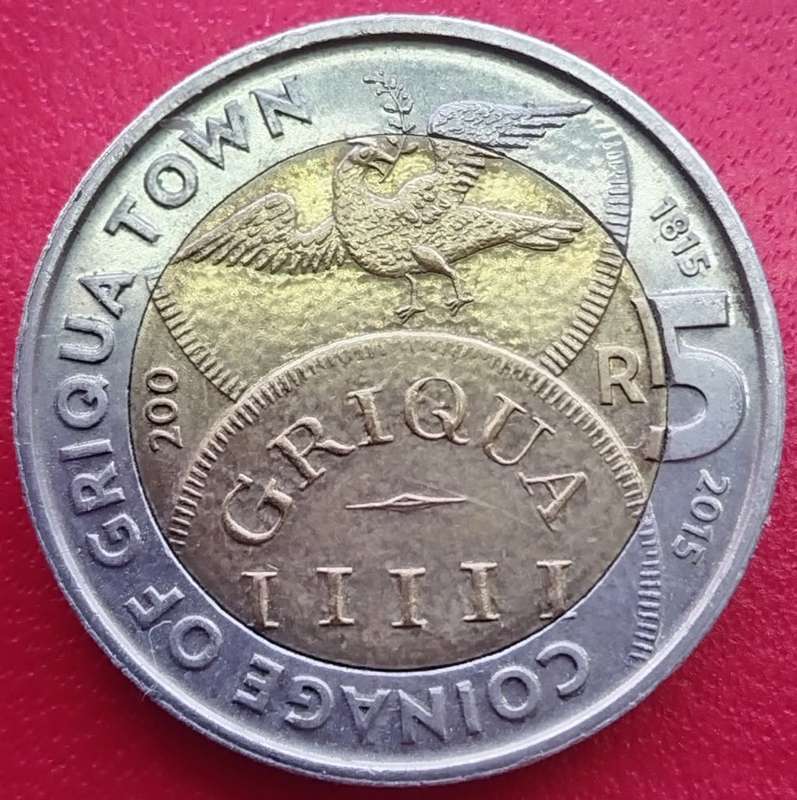 COINAGE OF GRIQUA TOWN
200
1815
R5
2015
GRIQUA
IIIII